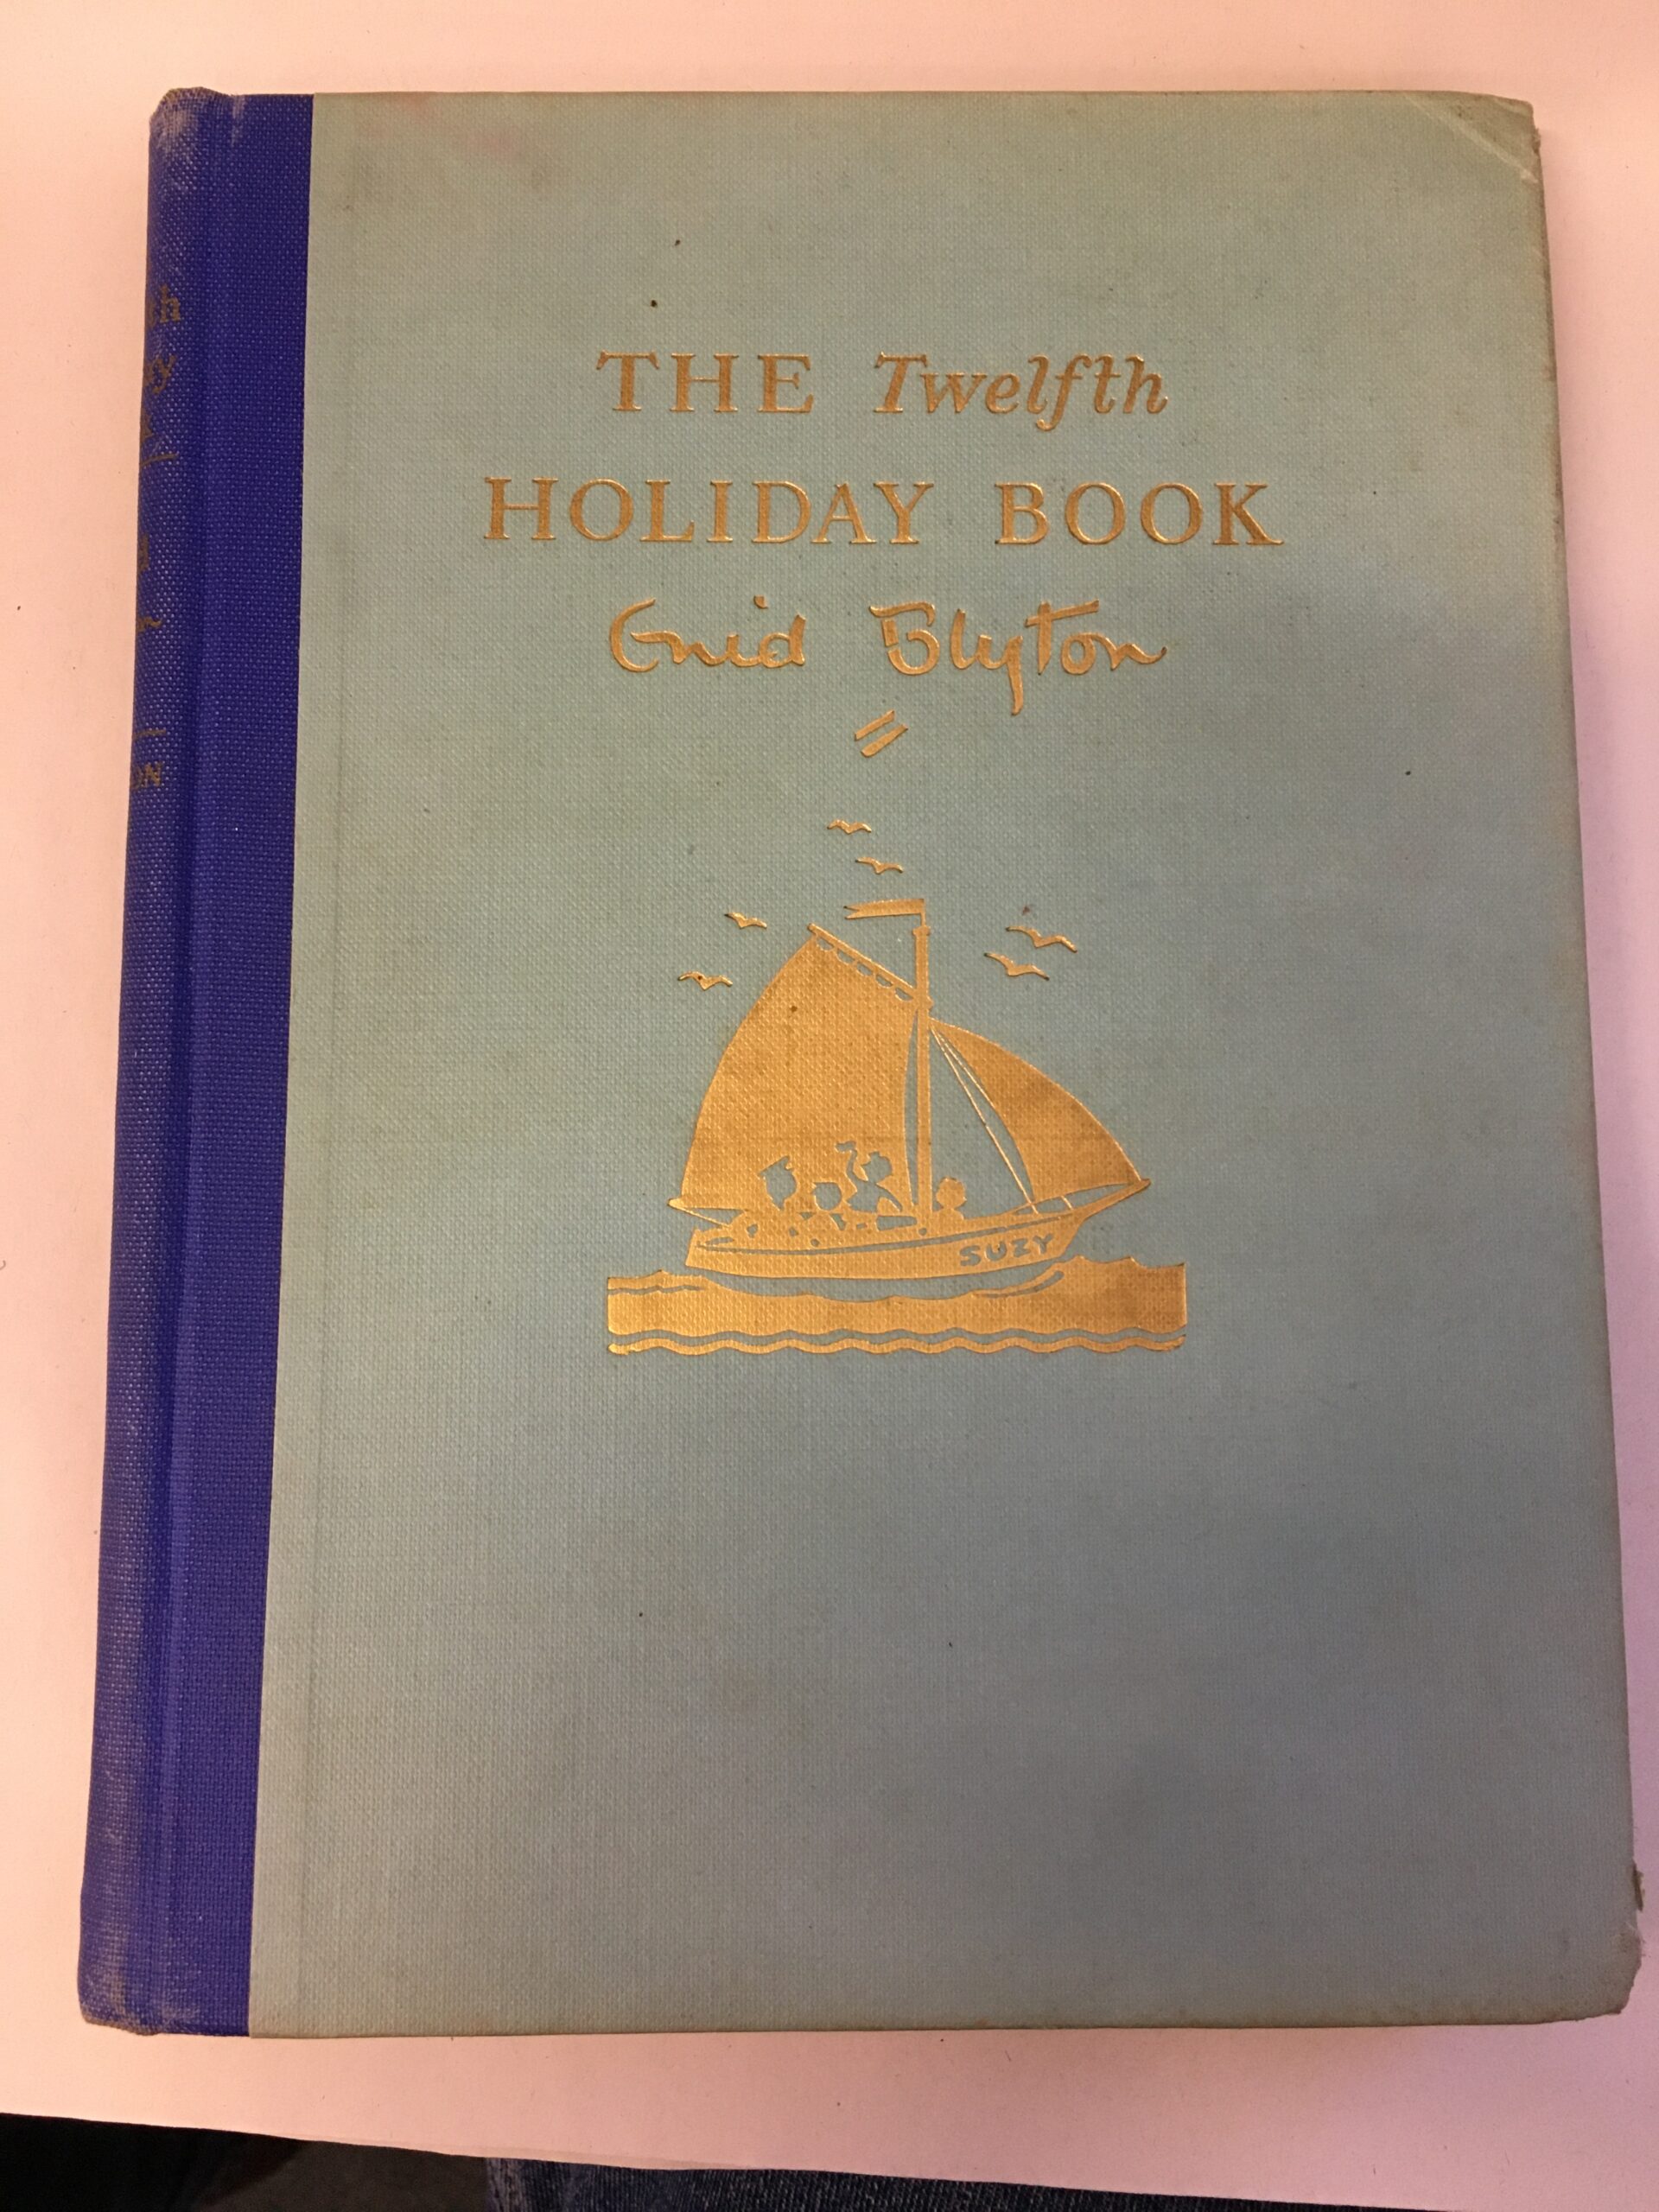 THE Twelfth
HOLIDAY BOOK
Enid Blyton
SUZY